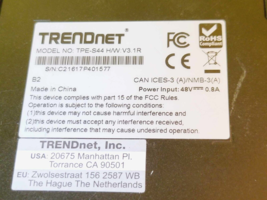 TRENDnet
MODEL NO. TPE-S44 H/W: V3.1R
FC CE
RoHS
COMPLIANT
S/N:C21617P401577
B2
CAN ICES-3 (A)/NMB-3(A)
Made in China
Input Power: 48V 0.8A
This device complies with part 15 of the FCC Rules.
Operation is subject to the following
conditions: (1) this device may not cause harmful
interference, and (2) this device must accept any
interference received, including interference
that may cause undesired operation.
TRENDnet, Inc.
USA: 20675 Manhattan Pl.
Torrance CA 90501
EU: Zwolsestraat 156 2587 WB
The Hague The Netherlands